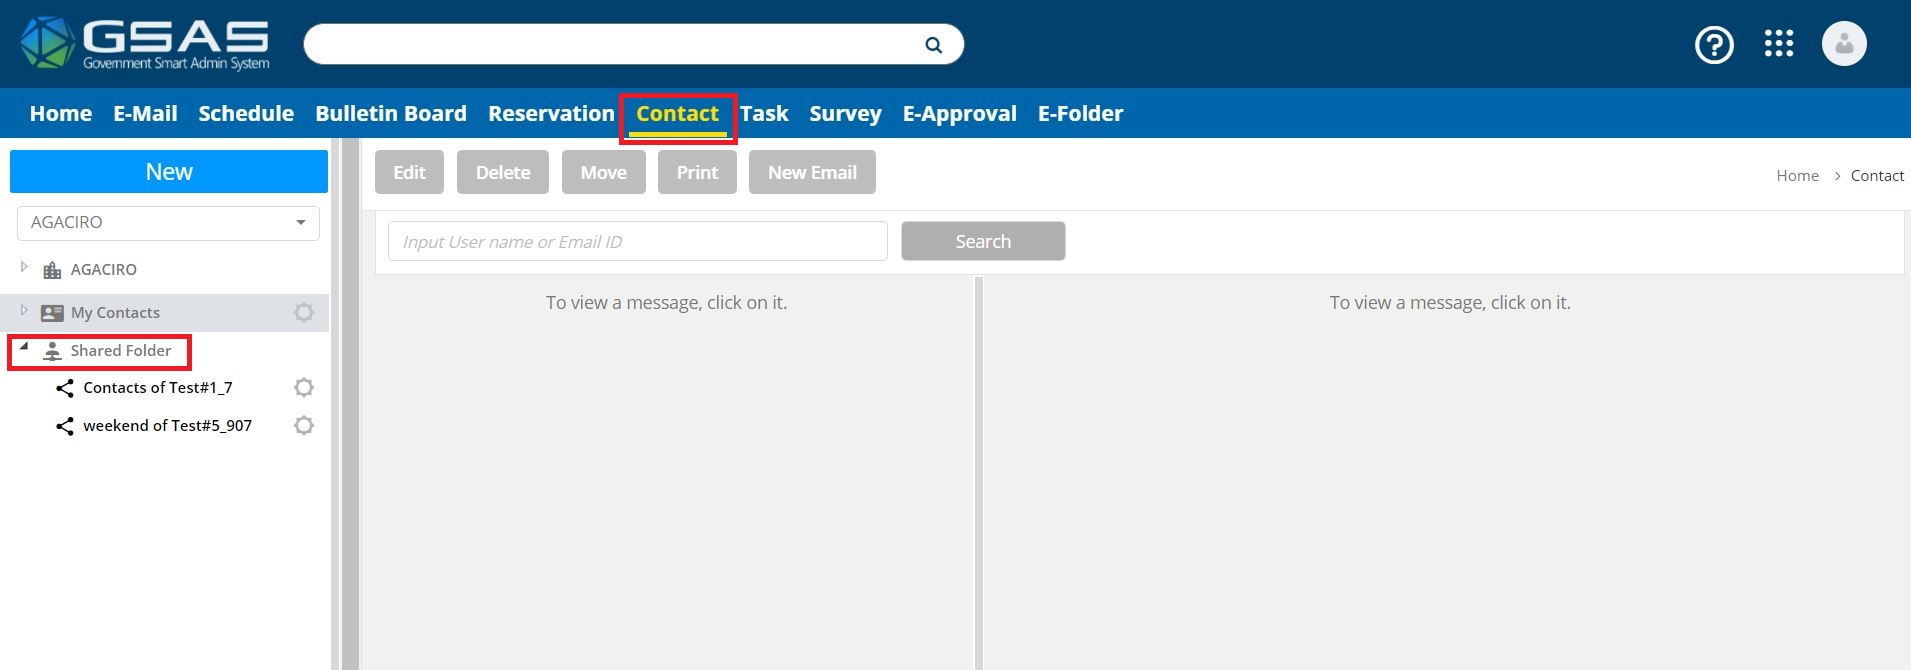 GSAS
Government Smart Admin System
Home E-Mail Schedule Bulletin Board Reservation Contact Task Survey E-Approval E-Folder
New
Edit Delete Move Print New Email
Home > Contact
AGACIRO
Input User name or Email ID Search
AGACIRO
My Contacts
Shared Folder
Contacts of Test#1_7
weekend of Test#5_907
To view a message, click on it.
To view a message, click on it.